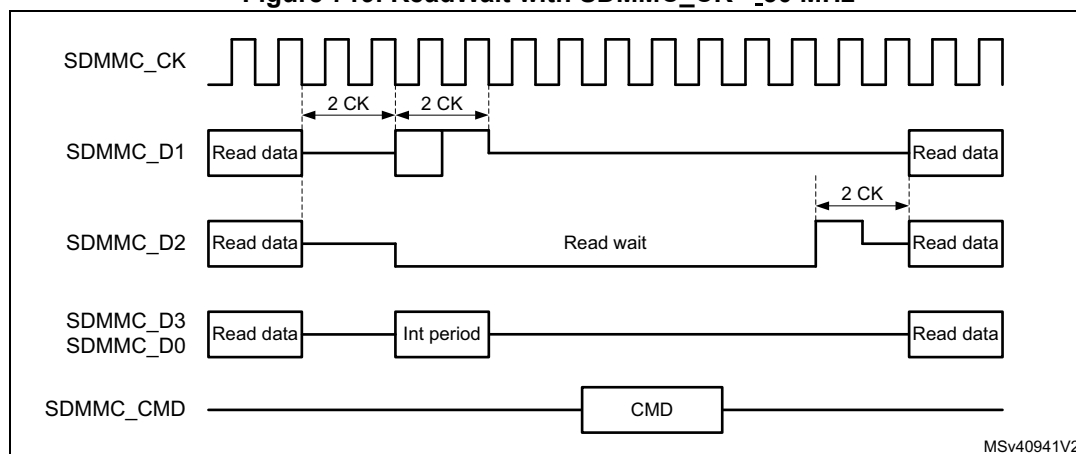 SDMMC_CK
2 CK 2 CK
SDMMC_D1 Read data Read data
2 CK
SDMMC_D2 Read data Read wait Read data
SDMMC_D3
SDMMC_D0 Read data Int period Read data
SDMMC_CMD CMD
MSv40941V2